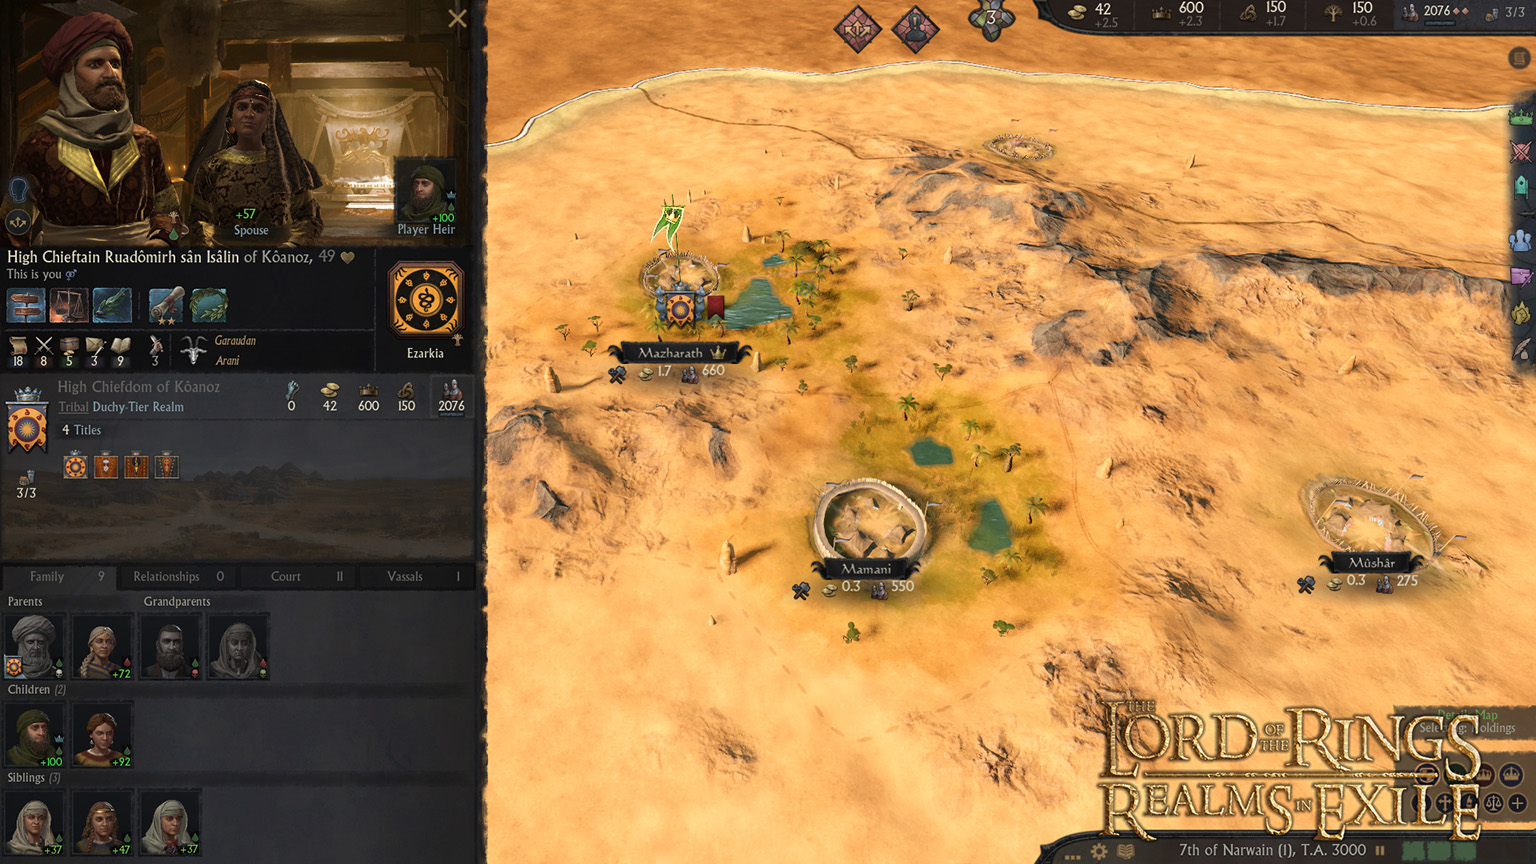 3
42
+2.5
600
+2.3
150
+1.7
150
+0.6
2076
3/3
+57
Spouse
+100
Player Heir
High Chieftain Ruadômirh sân Isâlin of Kôanoz, 49
This is you
18
8
5
3
9
3
Garaudan
Arani
Ezarkia
High Chiefdom of Kôanoz
Tribal Duchy-Tier Realm
0
42
600
150
2076
4 Titles
3/3
Family 9
Relationships 0
Court 11
Vassals 1
Parents
Grandparents
+72
Children (2)
+100
+92
Siblings (3)
+37
+47
+37
Mazharath
1.7
660
Mamani
0.3
550
Mûshâr
0.3
275
THE
LORD OF THE RINGS
REALMS IN EXILE
7th of Narwain (I), T.A. 3000